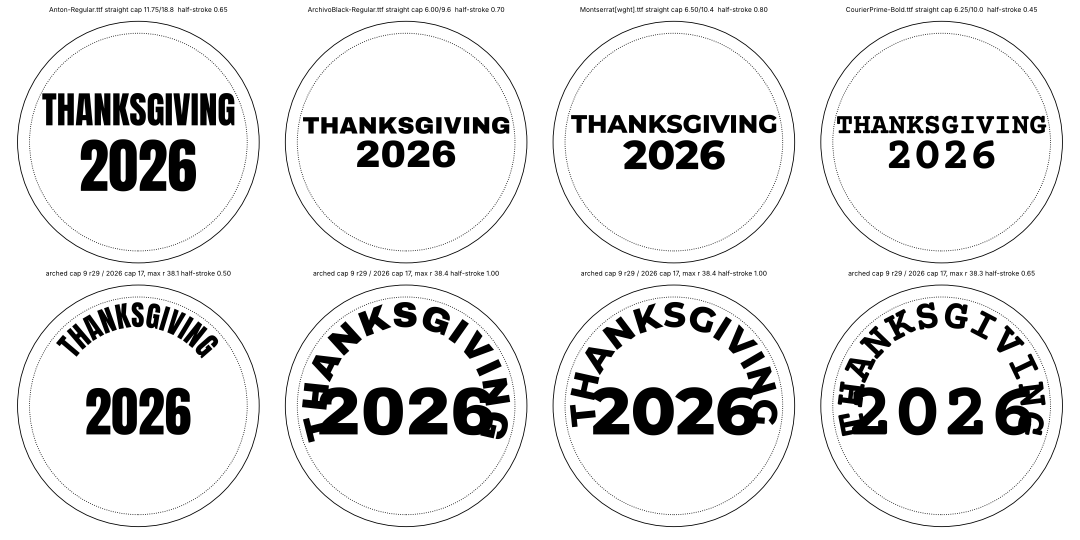 Anton-Regular.ttf straight cap 11.75/18.8 half-stroke 0.65
THANKSGIVING
2026
ArchivoBlack-Regular.ttf straight cap 6.00/9.6 half-stroke 0.70
THANKSGIVING
2026
Montserrat[wght].ttf straight cap 6.50/10.4 half-stroke 0.80
THANKSGIVING
2026
CourierPrime-Bold.ttf straight cap 6.25/10.0 half-stroke 0.45
THANKSGIVING
2026
arched cap 9 r29 / 2026 cap 17, max r 38.1 half-stroke 0.50
THANKSGIVING
2026
arched cap 9 r29 / 2026 cap 17, max r 38.4 half-stroke 1.00
THANKSGIVING
2026
arched cap 9 r29 / 2026 cap 17, max r 38.4 half-stroke 1.00
THANKSGIVING
2026
arched cap 9 r29 / 2026 cap 17, max r 38.3 half-stroke 0.65
THANKSGIVING
2026